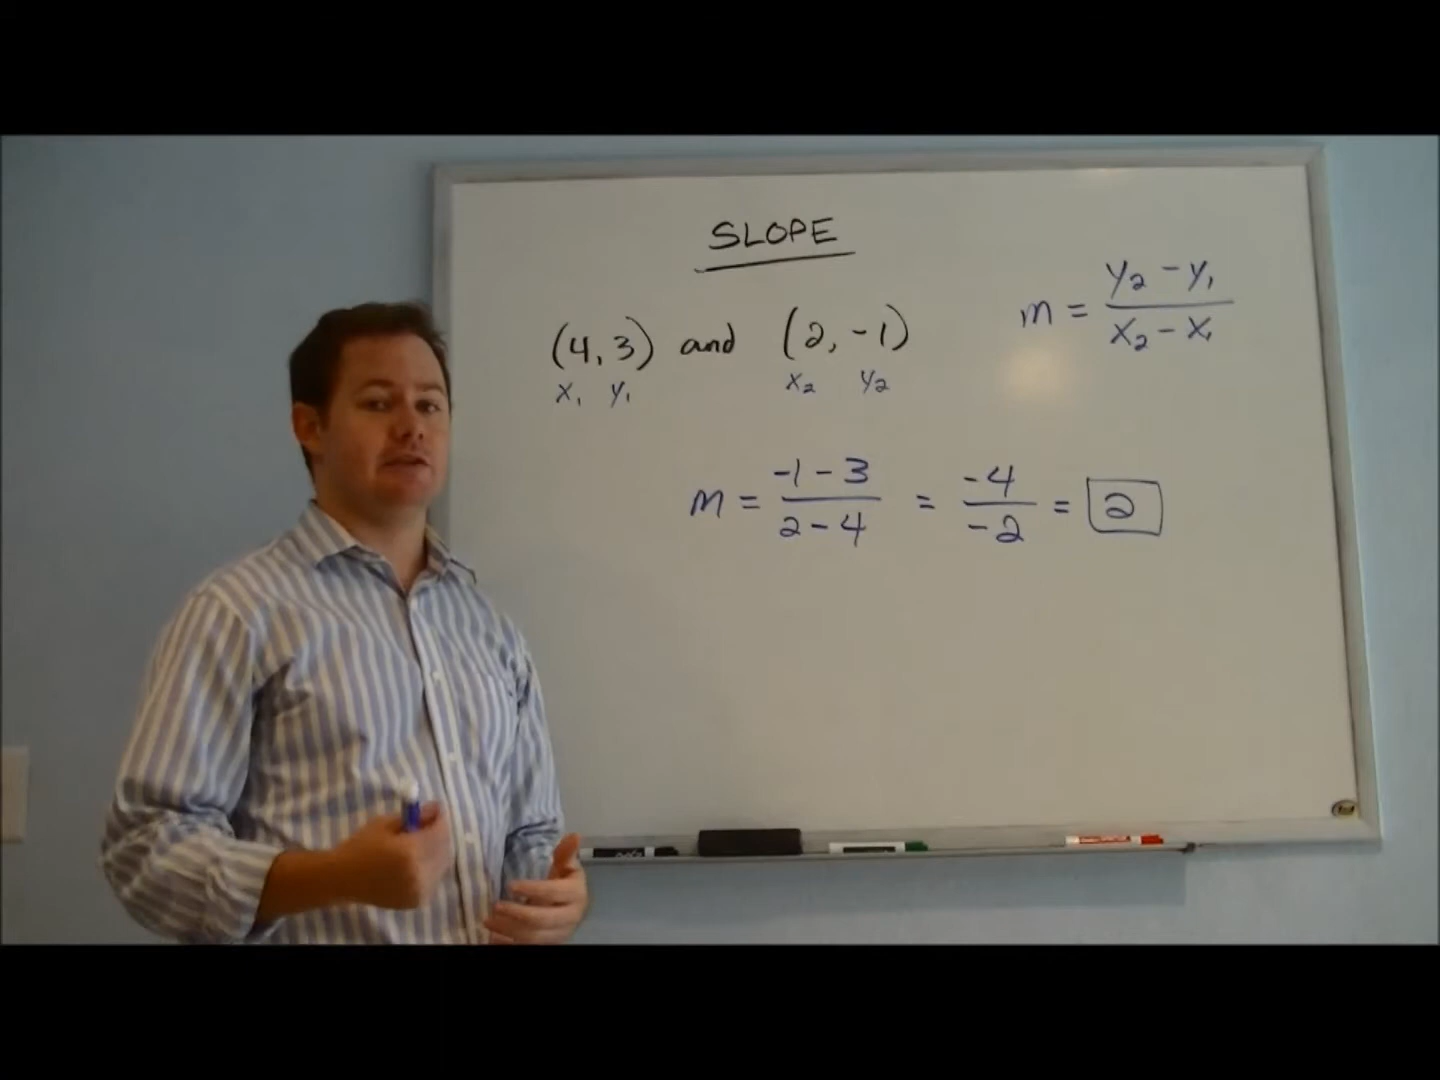 SLOPE
(4, 3) and (2, -1)
x₁ y₁ x₂ y₂
m = y₂ - y₁ / x₂ - x₁
m = -1 - 3 / 2 - 4 = -4 / -2 = 2